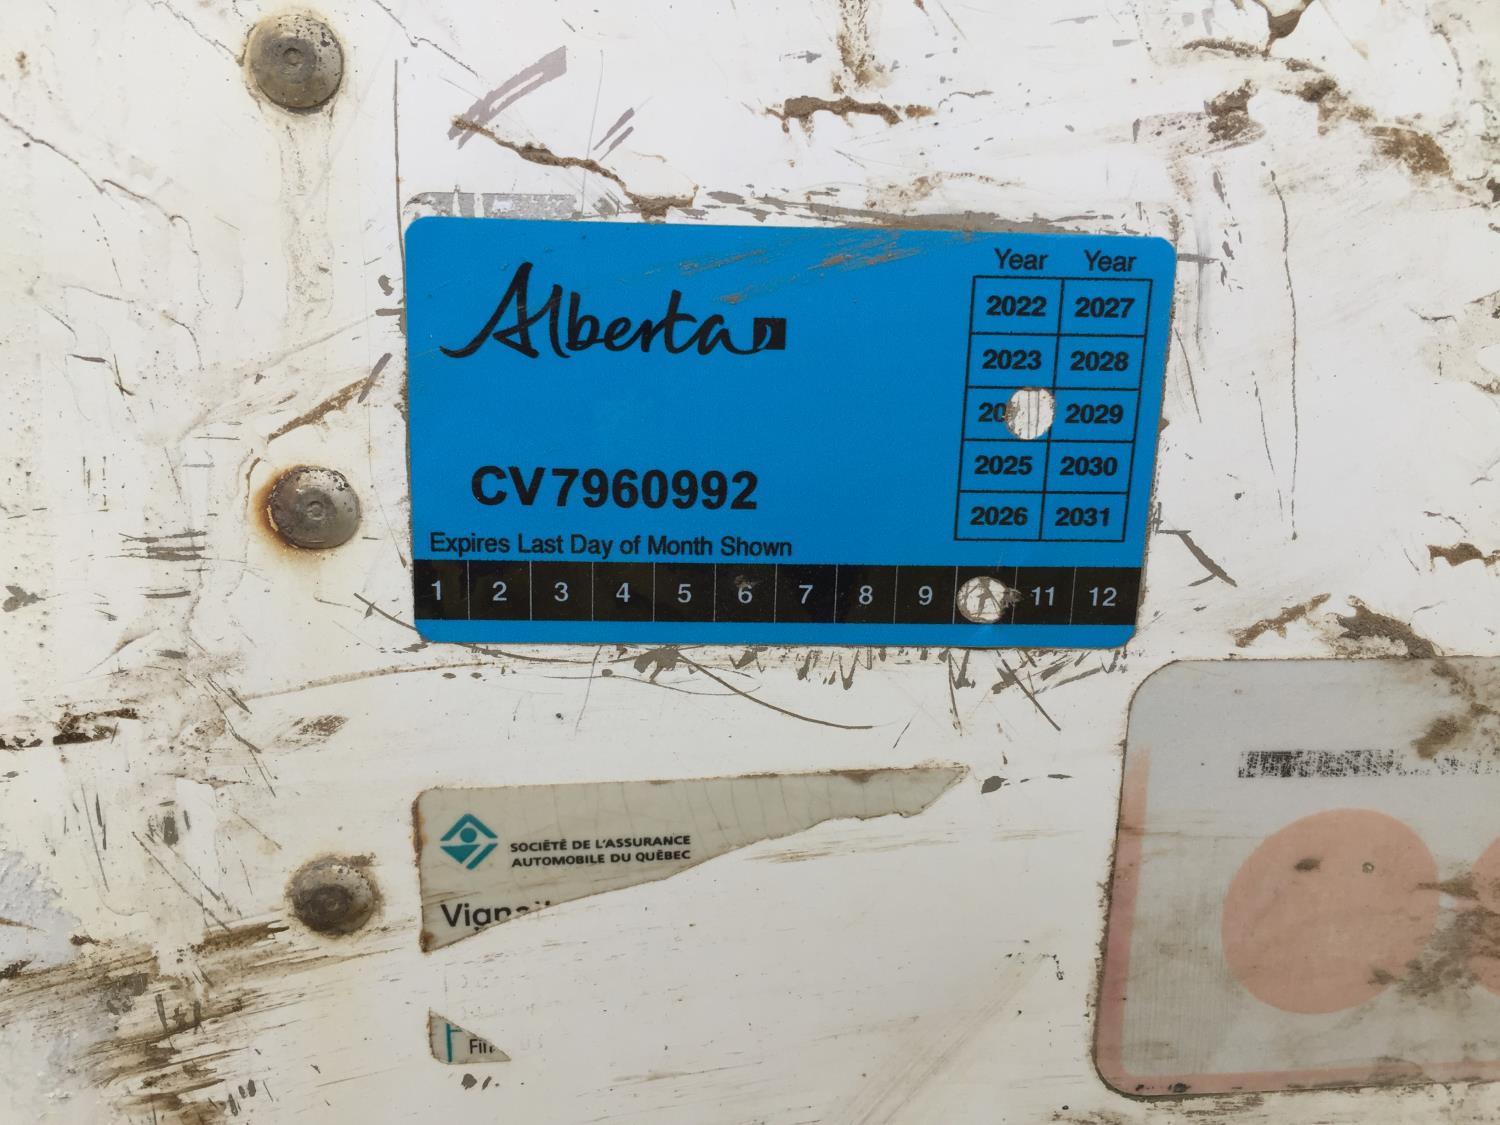 Alberta
Year Year
2022 2027
2023 2028
20 2029
2025 2030
2026 2031
CV7960992
Expires Last Day of Month Shown
1 2 3 4 5 6 7 8 9 11 12
SOCIÉTÉ DE L'ASSURANCE
AUTOMOBILE DU QUÉBEC